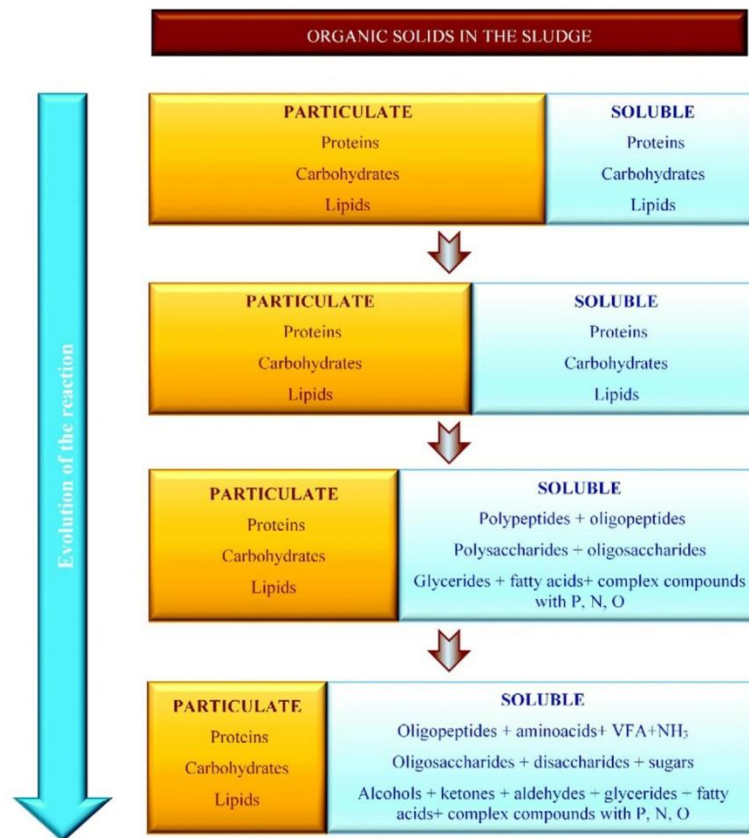 ORGANIC SOLIDS IN THE SLUDGE
Evolution of the reaction
PARTICULATE
Proteins
Carbohydrates
Lipids
SOLUBLE
Proteins
Carbohydrates
Lipids
PARTICULATE
Proteins
Carbohydrates
Lipids
SOLUBLE
Proteins
Carbohydrates
Lipids
PARTICULATE
Proteins
Carbohydrates
Lipids
SOLUBLE
Polypeptides + oligopeptides
Polysaccharides + oligosaccharides
Glycerides + fatty acids+ complex compounds
with P, N, O
PARTICULATE
Proteins
Carbohydrates
Lipids
SOLUBLE
Oligopeptides + aminoacids+ VFA+NH₃
Oligosaccharides + disaccharides + sugars
Alcohols + ketones + aldehydes + glycerides + fatty
acids+ complex compounds with P, N, O